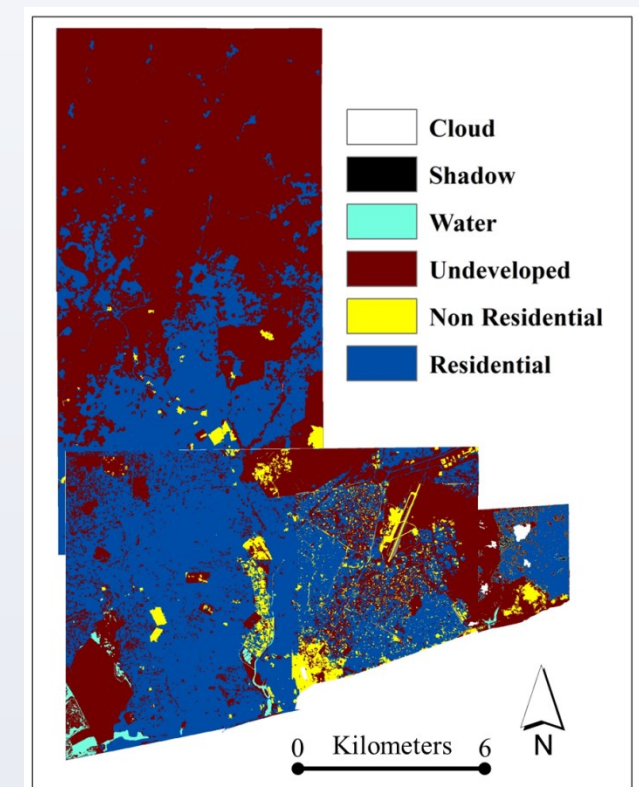 Cloud
Shadow
Water
Undeveloped
Non Residential
Residential
0 Kilometers 6
N